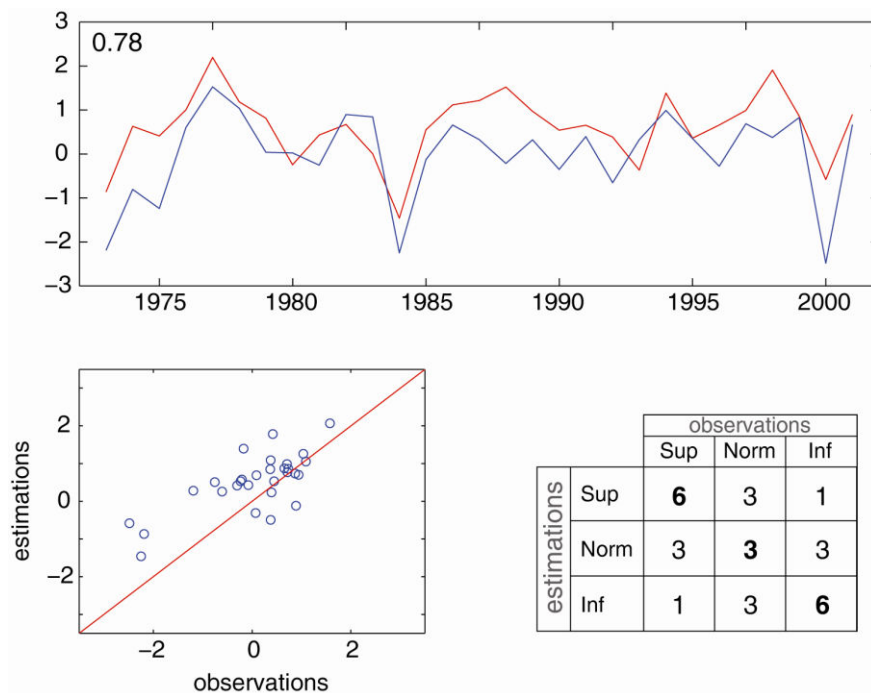 3
0.78
2
1
0
−1
−2
−3
1975 1980 1985 1990 1995 2000
estimations
2
0
−2
−2 0 2
observations
observations
Sup Norm Inf
estimations
Sup 6 3 1
Norm 3 3 3
Inf 1 3 6